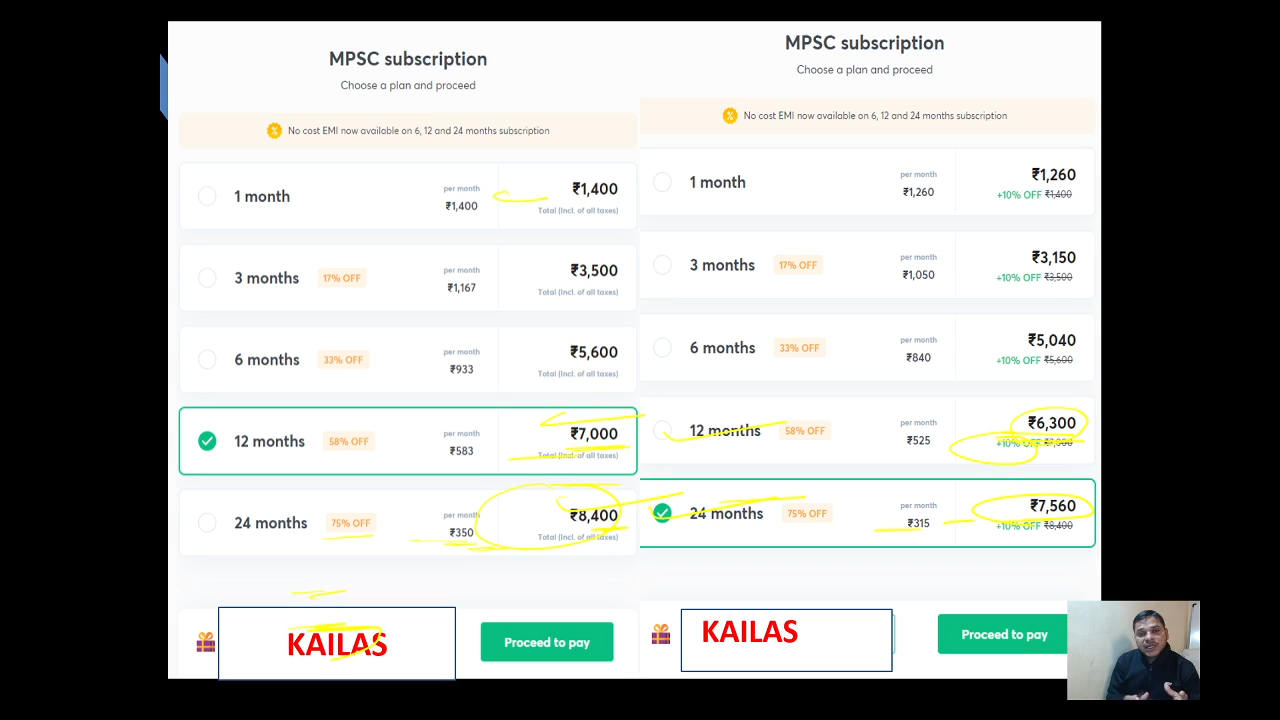 MPSC subscription
Choose a plan and proceed
No cost EMI now available on 6, 12 and 24 months subscription
1 month
per month
₹1,400
₹1,400
Total (Incl. of all taxes)
3 months
17% OFF
per month
₹1,167
₹3,500
Total (Incl. of all taxes)
6 months
33% OFF
per month
₹933
₹5,600
Total (Incl. of all taxes)
12 months
58% OFF
per month
₹583
₹7,000
Total (Incl. of all taxes)
24 months
75% OFF
per month
₹350
₹8,400
Total (Incl. of all taxes)
KAILAS
Proceed to pay
MPSC subscription
Choose a plan and proceed
No cost EMI now available on 6, 12 and 24 months subscription
1 month
per month
₹1,260
₹1,260
+10% OFF ₹1,400
3 months
17% OFF
per month
₹1,050
₹3,150
+10% OFF ₹3,500
6 months
33% OFF
per month
₹840
₹5,040
+10% OFF ₹5,600
12 months
58% OFF
per month
₹525
₹6,300
+10% OFF ₹7,000
24 months
75% OFF
per month
₹315
₹7,560
+10% OFF ₹8,400
KAILAS
Proceed to pay